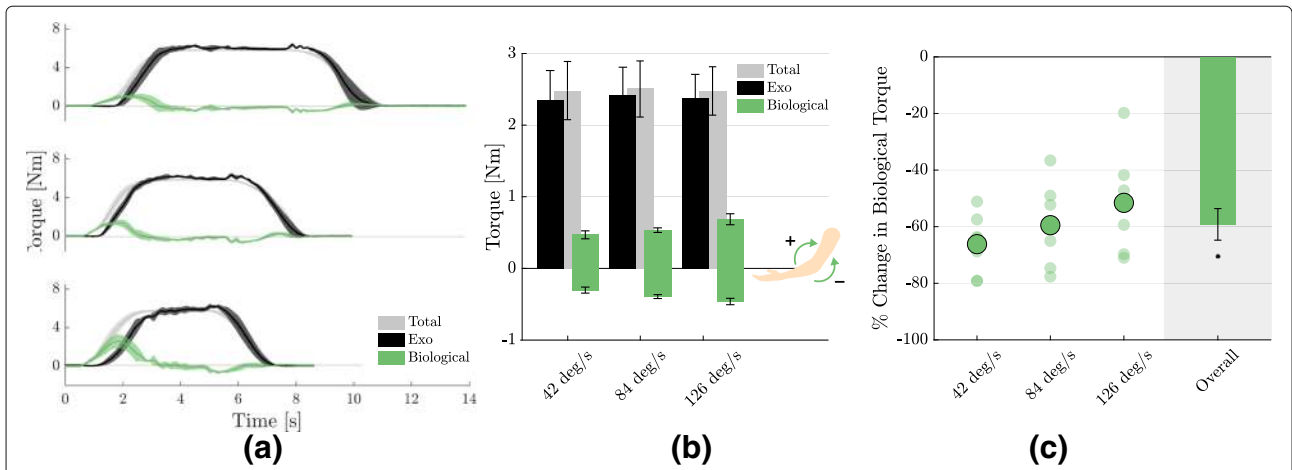 8
4
0
8
4
0
8
4
0
Torque [Nm]
Total
Exo
Biological
0 2 4 6 8 10 12 14
Time [s]
(a)
3
2
1
0
-1
Torque [Nm]
Total
Exo
Biological
+
−
42 deg/s
84 deg/s
126 deg/s
(b)
0
-20
-40
-60
-80
-100
% Change in Biological Torque
42 deg/s
84 deg/s
126 deg/s
Overall
(c)